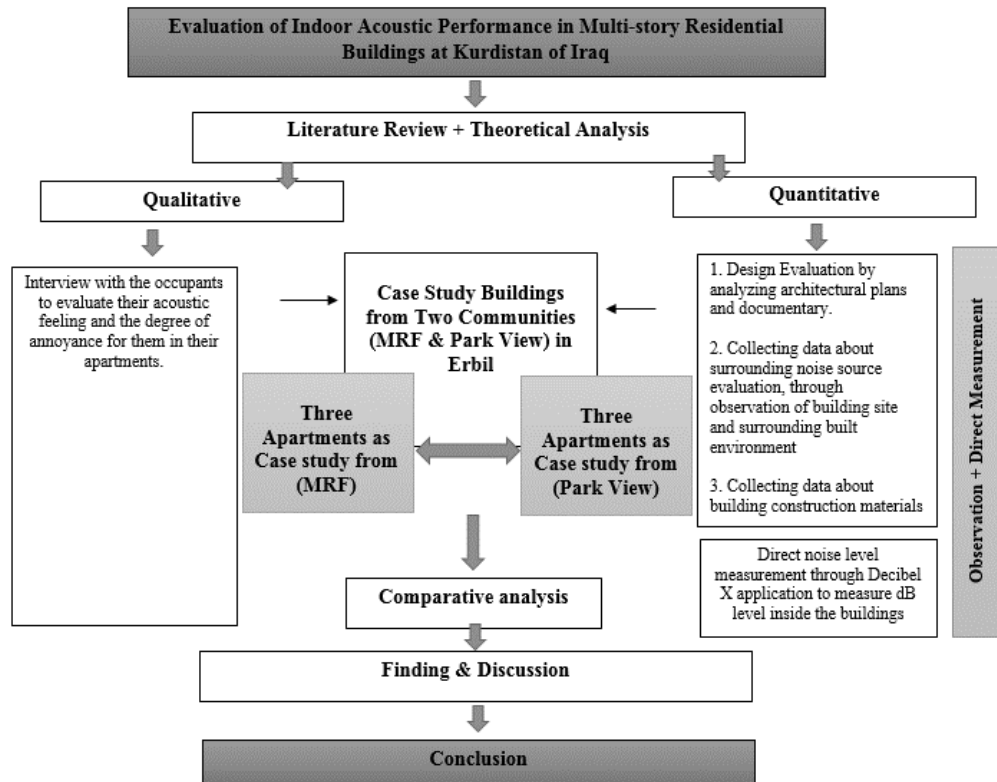 Evaluation of Indoor Acoustic Performance in Multi-story Residential
Buildings at Kurdistan of Iraq
Literature Review + Theoretical Analysis
Qualitative
Quantitative
Interview with the occupants
to evaluate their acoustic
feeling and the degree of
annoyance for them in their
apartments.
Case Study Buildings
from Two Communities
(MRF & Park View) in
Erbil
Three
Apartments as
Case study from
(MRF)
Three
Apartments as
Case study from
(Park View)
1. Design Evaluation by
analyzing architectural plans
and documentary.
2. Collecting data about
surrounding noise source
evaluation, through
observation of building site
and surrounding built
environment
3. Collecting data about
building construction materials
Direct noise level
measurement through Decibel
X application to measure dB
level inside the buildings
Observation + Direct Measurement
Comparative analysis
Finding & Discussion
Conclusion